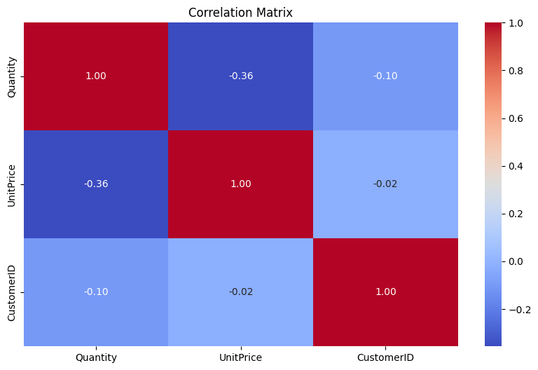 Correlation Matrix
Quantity
1.00
-0.36
-0.10
UnitPrice
-0.36
1.00
-0.02
CustomerID
-0.10
-0.02
1.00
Quantity
UnitPrice
CustomerID
1.0
0.8
0.6
0.4
0.2
0.0
−0.2